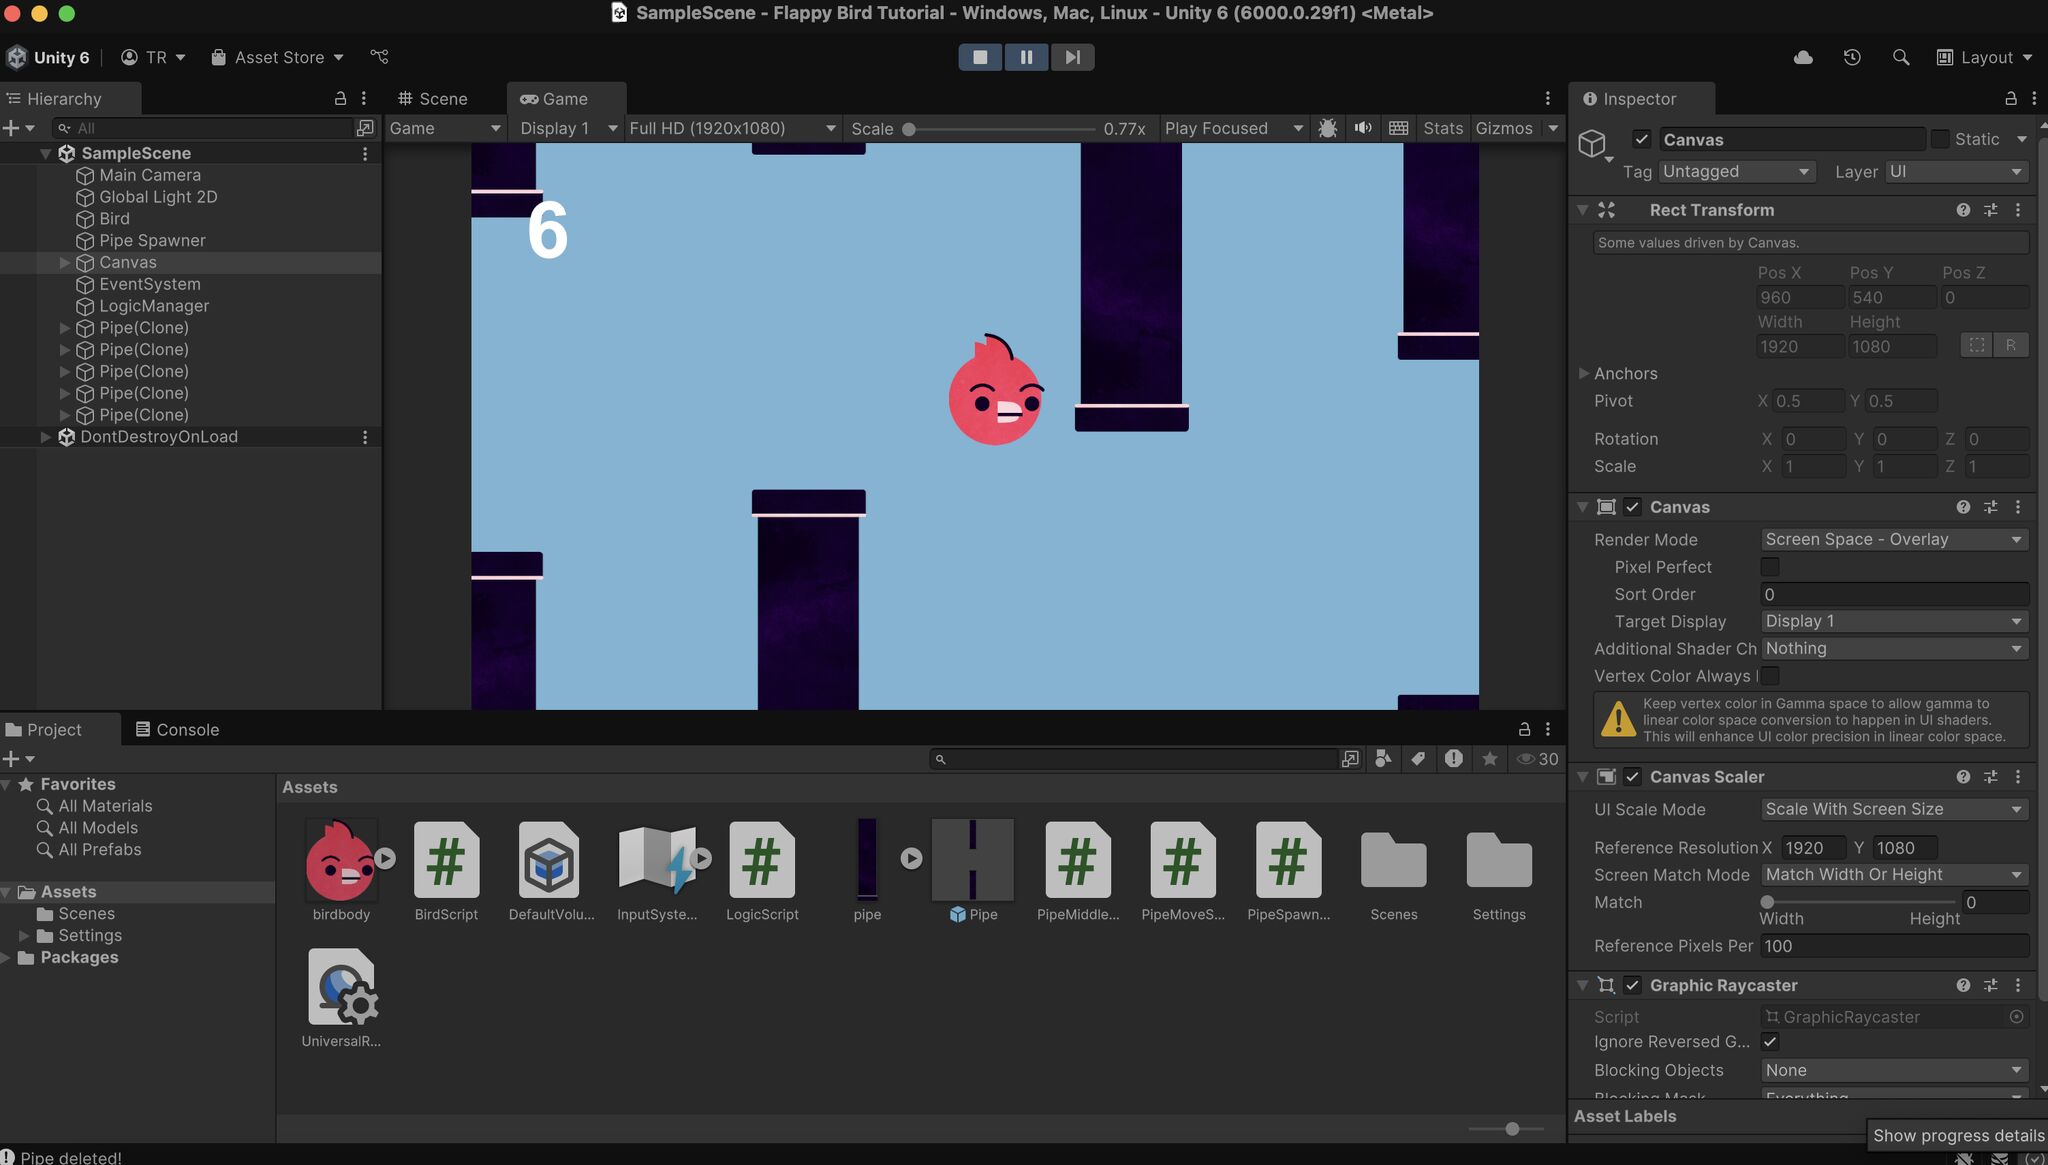 SampleScene - Flappy Bird Tutorial - Windows, Mac, Linux - Unity 6 (6000.0.29f1) <Metal>
Unity 6
TR
Asset Store
Layout
Hierarchy
All
SampleScene
Main Camera
Global Light 2D
Bird
Pipe Spawner
Canvas
EventSystem
LogicManager
Pipe(Clone)
Pipe(Clone)
Pipe(Clone)
Pipe(Clone)
Pipe(Clone)
DontDestroyOnLoad
Scene
Game
Game
Display 1
Full HD (1920x1080)
Scale
0.77x
Play Focused
Stats
Gizmos
6
Inspector
Canvas
Static
Tag
Untagged
Layer
UI
Rect Transform
Some values driven by Canvas.
Pos X
Pos Y
Pos Z
960
540
0
Width
Height
1920
1080
R
Anchors
Pivot
X 0.5
Y 0.5
Rotation
X 0
Y 0
Z 0
Scale
X 1
Y 1
Z 1
Canvas
Render Mode
Screen Space - Overlay
Pixel Perfect
Sort Order
0
Target Display
Display 1
Additional Shader Ch
Nothing
Vertex Color Always
Keep vertex color in Gamma space to allow gamma to
linear color space conversion to happen in UI shaders.
This will enhance UI color precision in linear color space.
Canvas Scaler
UI Scale Mode
Scale With Screen Size
Reference Resolution
X 1920
Y 1080
Screen Match Mode
Match Width Or Height
Match
0
Width
Height
Reference Pixels Per
100
Graphic Raycaster
Script
GraphicRaycaster
Ignore Reversed G...
Blocking Objects
None
Blocking Mask
Everything
Asset Labels
Show progress details
Project
Console
30
Favorites
All Materials
All Models
All Prefabs
Assets
Scenes
Settings
Packages
Assets
birdbody
BirdScript
DefaultVolu...
InputSyste...
LogicScript
pipe
Pipe
PipeMiddle...
PipeMoveS...
PipeSpawn...
Scenes
Settings
UniversalR...
Pipe deleted!